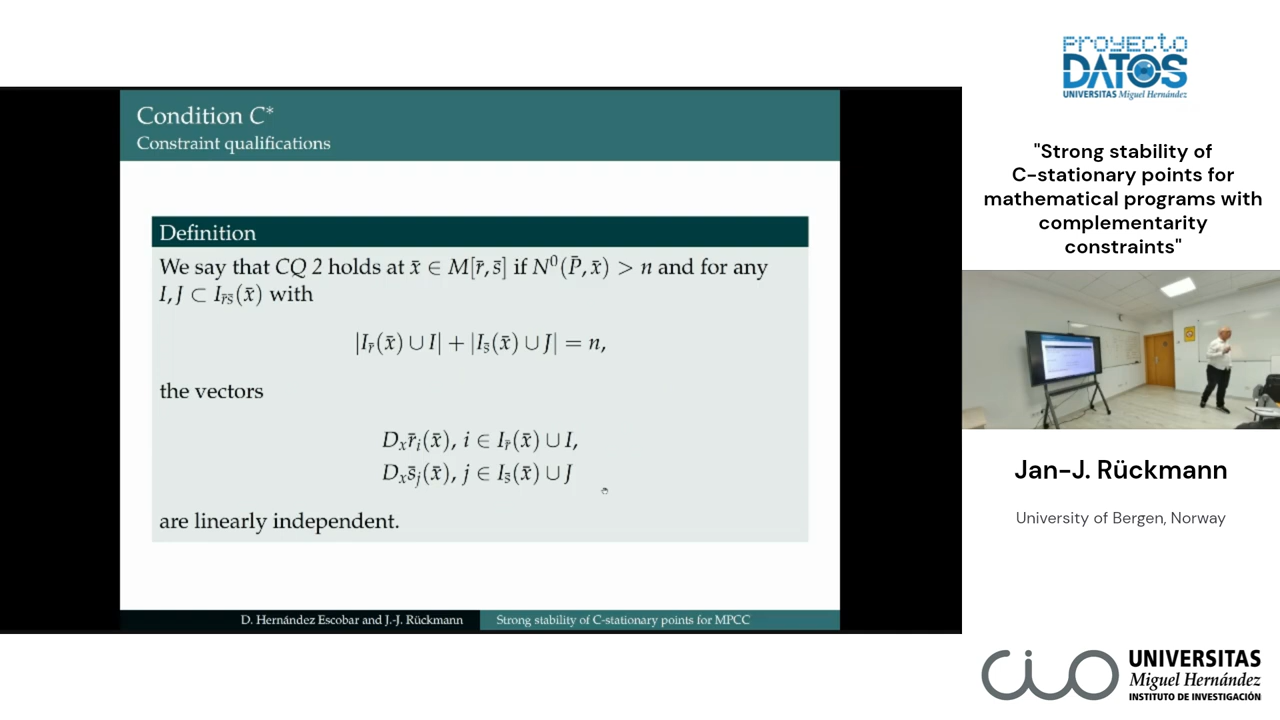 Condition C*
Constraint qualifications
Definition
We say that CQ 2 holds at x̄ ∈ M[r̄, s̄] if N⁰(P̄, x̄) > n and for any
I, J ⊂ I_{r̄s̄}(x̄) with
|I_{r̄}(x̄) ∪ I| + |I_{s̄}(x̄) ∪ J| = n,
the vectors
D_x r̄_i(x̄), i ∈ I_{r̄}(x̄) ∪ I,
D_x s̄_j(x̄), j ∈ I_{s̄}(x̄) ∪ J
are linearly independent.
D. Hernández Escobar and J.-J. Rückmann
Strong stability of C-stationary points for MPCC
PROYECTO
DATOS
UNIVERSITAS Miguel Hernández
"Strong stability of
C-stationary points for
mathematical programs with
complementarity
constraints"
Jan-J. Rückmann
University of Bergen, Norway
cio
UNIVERSITAS
Miguel Hernández
INSTITUTO DE INVESTIGACIÓN